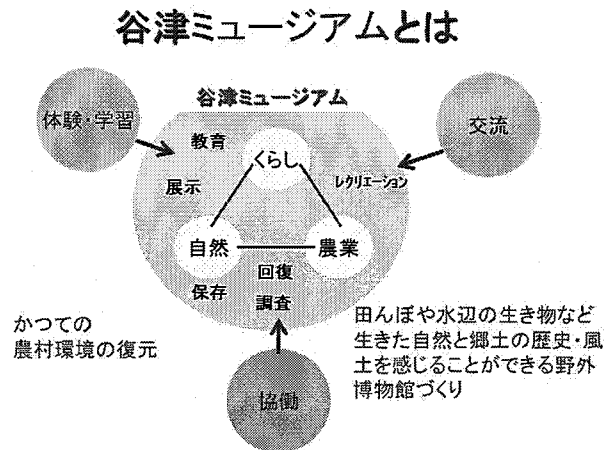 谷津ミュージアムとは
谷津ミュージアム
体験・学習
交流
教育
くらし
展示
レクリエーション
自然
農業
回復
保存
調査
かつての
農村環境の復元
田んぼや水辺の生き物など
生きた自然と郷土の歴史・風
土を感じることができる野外
博物館づくり
協働